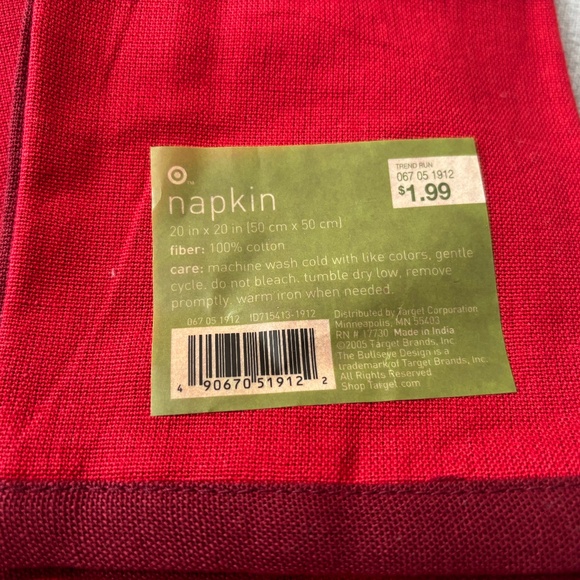 TREND RUN
067 05 1912
$1.99
™
napkin
20 in x 20 in (50 cm x 50 cm)
fiber: 100% cotton
care: machine wash cold with like colors, gentle
cycle. do not bleach. tumble dry low, remove
promptly. warm iron when needed.
067 05 1912 ID715413-1912
4 90670 51912 2
Distributed by Target Corporation
Minneapolis, MN 55403
RN # 17730 Made in India
©2005 Target Brands, Inc.
The Bullseye Design is a
trademark of Target Brands, Inc.
All Rights Reserved
Shop Target.com